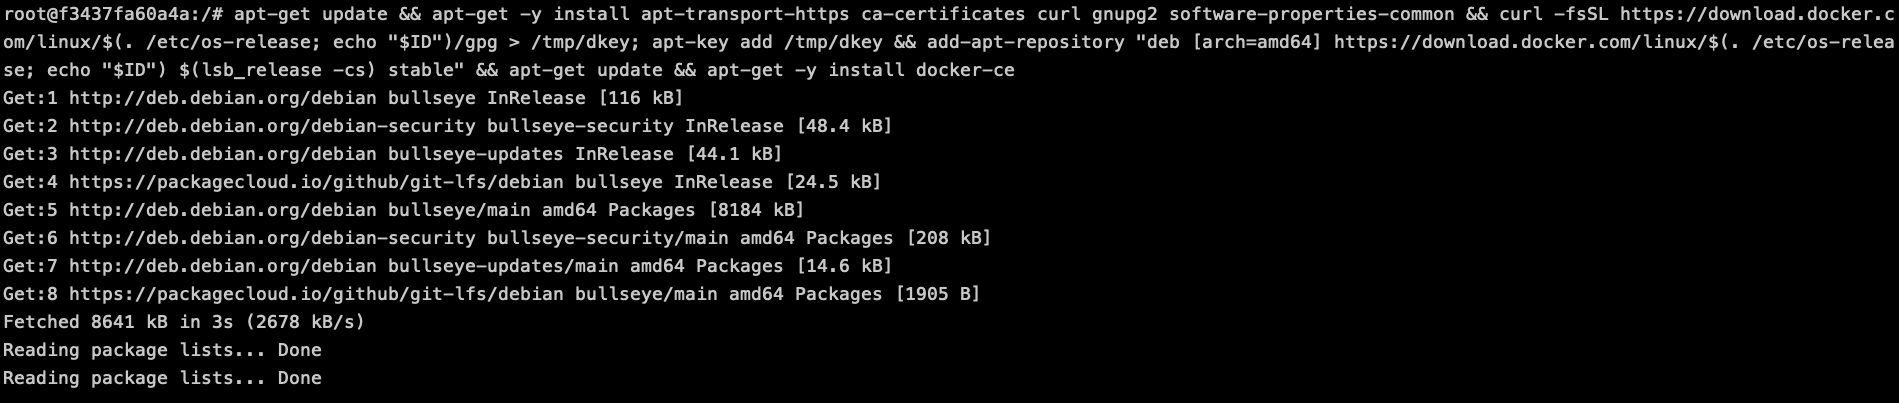 root@f3437fa60a4a:/# apt-get update && apt-get -y install apt-transport-https ca-certificates curl gnupg2 software-properties-common && curl -fsSL https://download.docker.c
om/linux/$(. /etc/os-release; echo "$ID")/gpg > /tmp/dkey; apt-key add /tmp/dkey && add-apt-repository "deb [arch=amd64] https://download.docker.com/linux/$(. /etc/os-relea
se; echo "$ID") $(lsb_release -cs) stable" && apt-get update && apt-get -y install docker-ce
Get:1 http://deb.debian.org/debian bullseye InRelease [116 kB]
Get:2 http://deb.debian.org/debian-security bullseye-security InRelease [48.4 kB]
Get:3 http://deb.debian.org/debian bullseye-updates InRelease [44.1 kB]
Get:4 https://packagecloud.io/github/git-lfs/debian bullseye InRelease [24.5 kB]
Get:5 http://deb.debian.org/debian bullseye/main amd64 Packages [8184 kB]
Get:6 http://deb.debian.org/debian-security bullseye-security/main amd64 Packages [208 kB]
Get:7 http://deb.debian.org/debian bullseye-updates/main amd64 Packages [14.6 kB]
Get:8 https://packagecloud.io/github/git-lfs/debian bullseye/main amd64 Packages [1905 B]
Fetched 8641 kB in 3s (2678 kB/s)
Reading package lists... Done
Reading package lists... Done